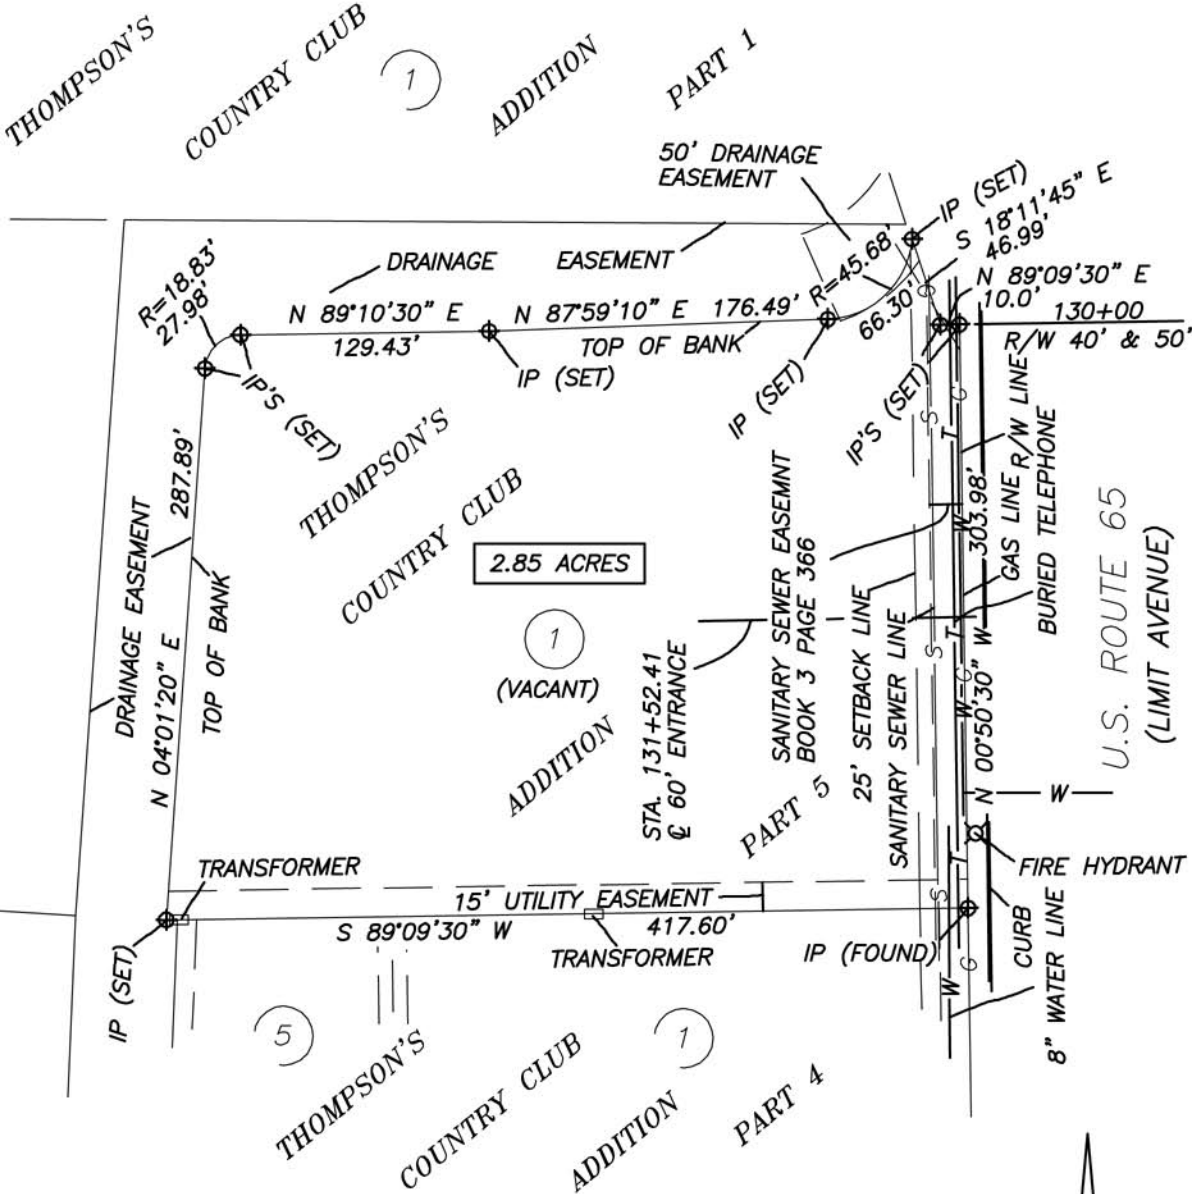 THOMPSON'S
COUNTRY CLUB
1
ADDITION
PART 1
50' DRAINAGE
EASEMENT
IP (SET)
S 18°11'45" E
46.99'
N 89°09'30" E
10.0'
130+00
R/W 40' & 50'
R=18.83'
27.98'
DRAINAGE EASEMENT
R=45.68'
66.30'
N 89°10'30" E
129.43'
N 87°59'10" E 176.49'
TOP OF BANK
IP (SET)
IP'S (SET)
IP (SET)
IP'S (SET)
THOMPSON'S
COUNTRY CLUB
2.85 ACRES
1
(VACANT)
ADDITION
PART 5
287.89'
N 04°01'20" E
DRAINAGE EASEMENT
TOP OF BANK
STA. 131+52.41
℄ 60' ENTRANCE
SANITARY SEWER EASEMNT
BOOK 3 PAGE 366
25' SETBACK LINE
SANITARY SEWER LINE
S
S
S
T
T
T
G
G
G
G
W
W
W-
W
303.98'
N 00°50'30" W
GAS LINE
R/W LINE
BURIED TELEPHONE
U.S. ROUTE 65
(LIMIT AVENUE)
W
FIRE HYDRANT
CURB
8" WATER LINE
TRANSFORMER
15' UTILITY EASEMENT
S 89°09'30" W
417.60'
TRANSFORMER
IP (SET)
IP (FOUND)
5
1
THOMPSON'S
COUNTRY CLUB
ADDITION
PART 4